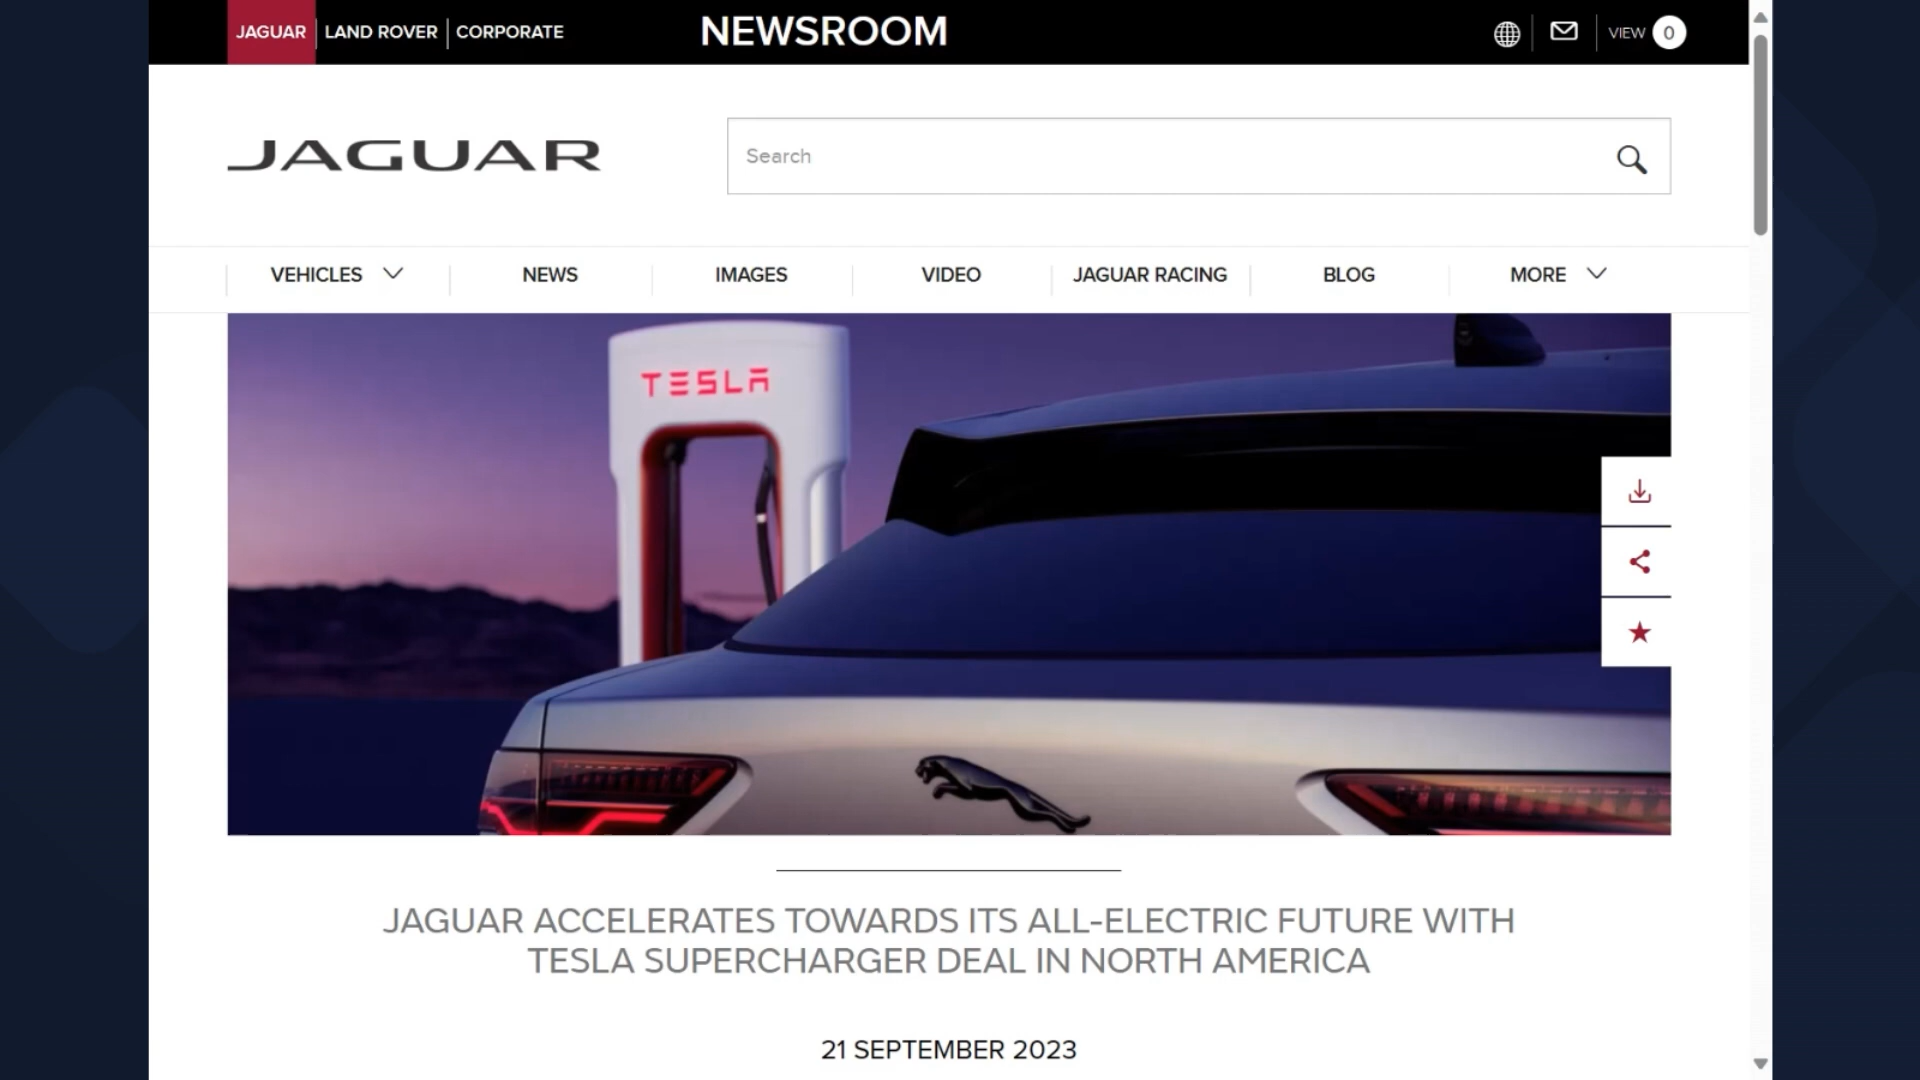 JAGUAR
LAND ROVER
CORPORATE
NEWSROOM
VIEW 0
JAGUAR
Search
VEHICLES
NEWS
IMAGES
VIDEO
JAGUAR RACING
BLOG
MORE
TESLA
JAGUAR ACCELERATES TOWARDS ITS ALL-ELECTRIC FUTURE WITH
TESLA SUPERCHARGER DEAL IN NORTH AMERICA
21 SEPTEMBER 2023